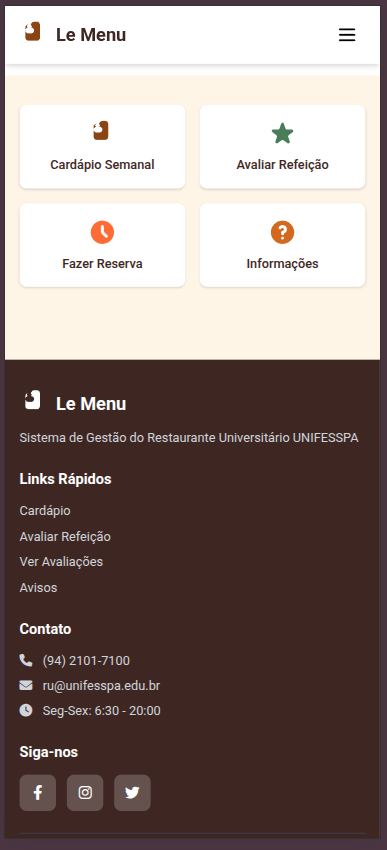 Le Menu
Cardápio Semanal
Avaliar Refeição
Fazer Reserva
Informações
Le Menu
Sistema de Gestão do Restaurante Universitário UNIFESSPA
Links Rápidos
Cardápio
Avaliar Refeição
Ver Avaliações
Avisos
Contato
(94) 2101-7100
ru@unifesspa.edu.br
Seg-Sex: 6:30 - 20:00
Siga-nos